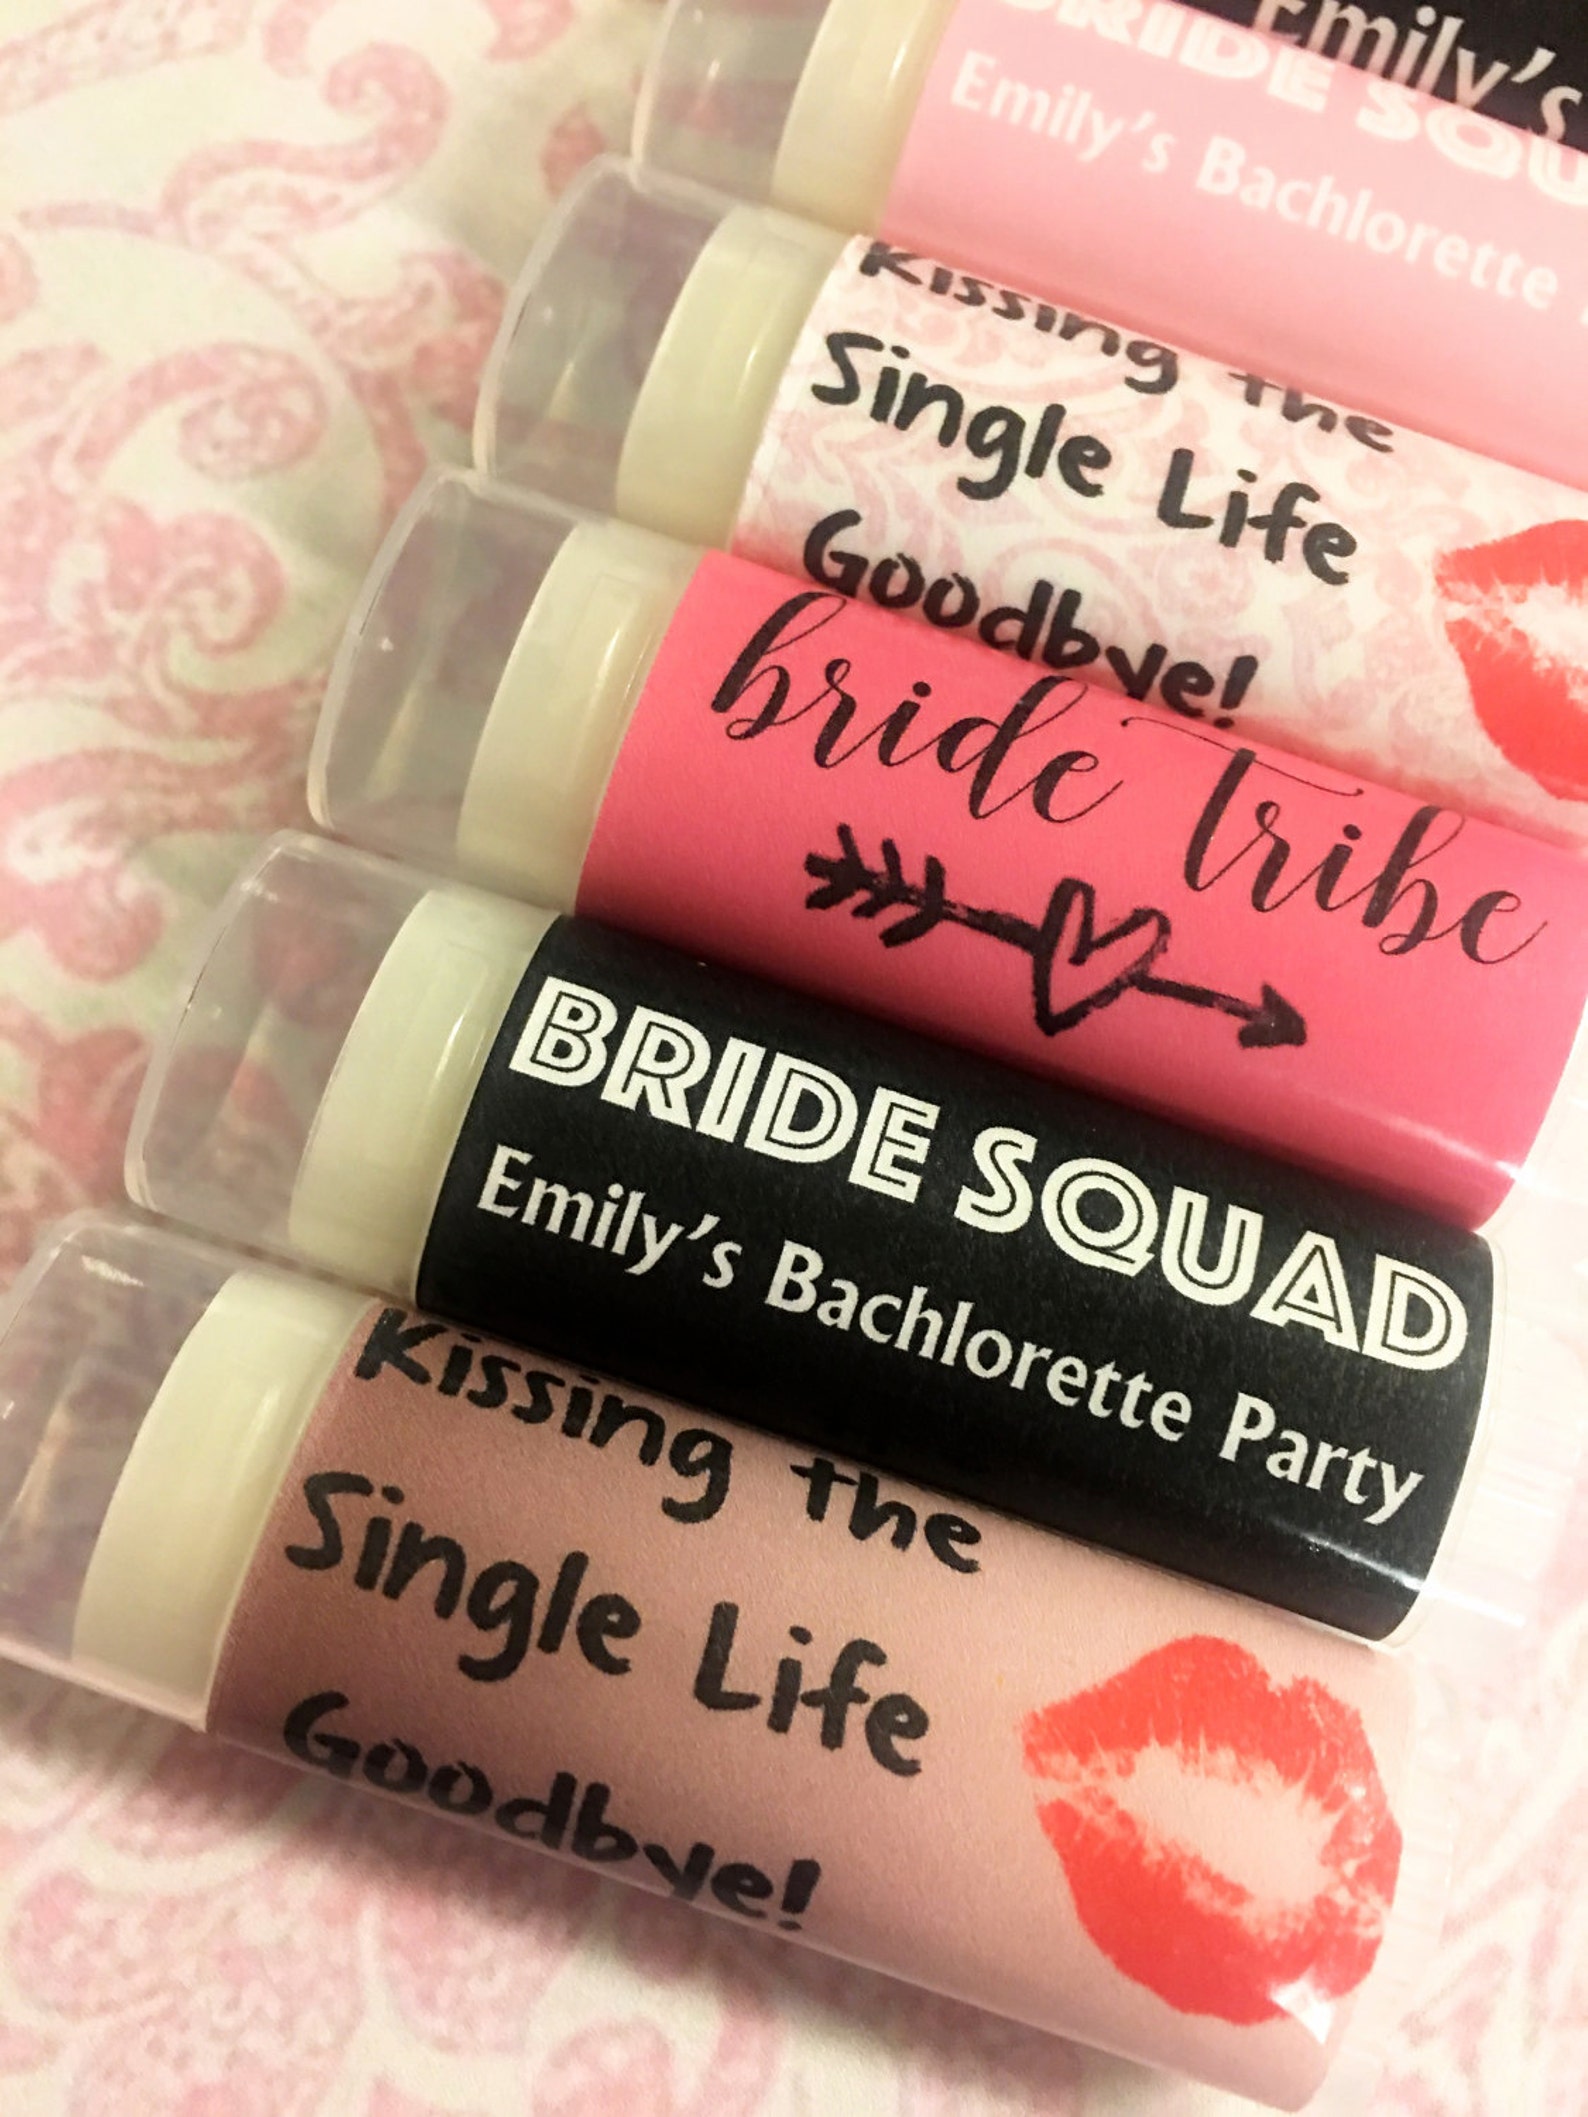 Emily's
BRIDE SQU
Emily's Bachlorette
Kissing the
Single Life
Goodbye!
bride tribe
BRIDE SQUAD
Emily's Bachlorette Party
Kissing the
Single Life
Goodbye!